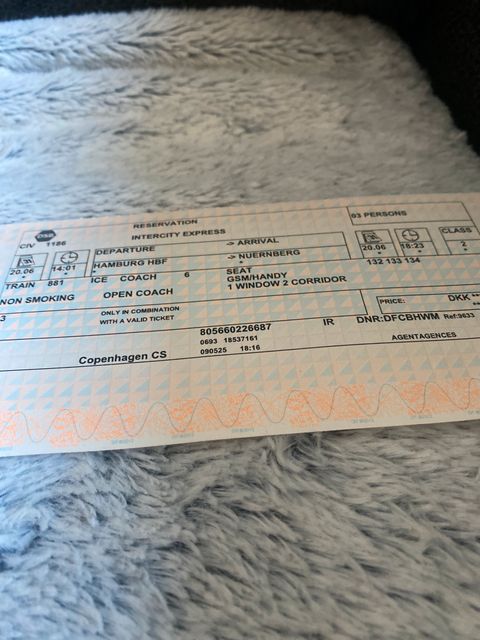 RESERVATION
03 PERSONS
CIV 1186
INTERCITY EXPRESS
CLASS
DEPARTURE
-> ARRIVAL
20.06 14:01
HAMBURG HBF
-> NUERNBERG
20.06 18:23
2
*
*
*
*
*
TRAIN 881 ICE COACH 6
SEAT
132 133 134
NON SMOKING OPEN COACH
GSM/HANDY
1 WINDOW 2 CORRIDOR
3
ONLY IN COMBINATION
WITH A VALID TICKET
PRICE: DKK **
805660226687
IR DNR:DFCBHWM Ref:9633
0693 18537161
AGENTAGENCES
Copenhagen CS
090525 18:16